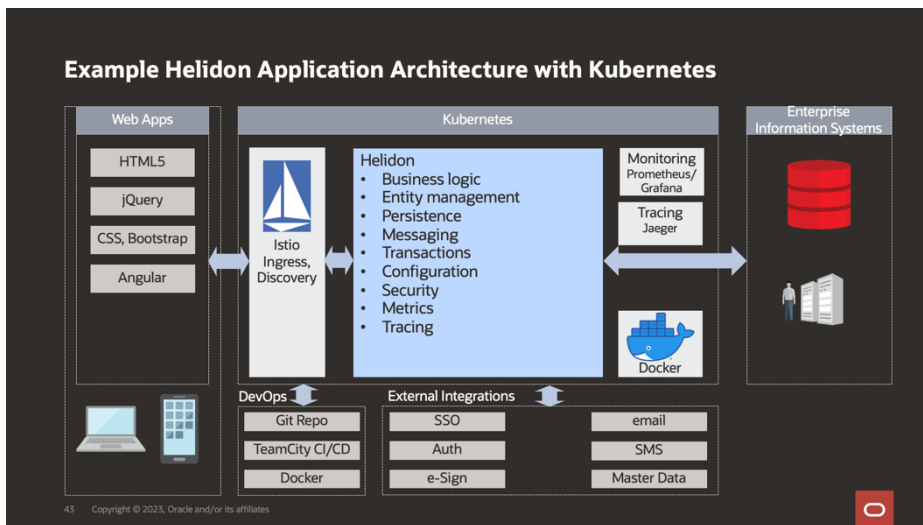 Example Helidon Application Architecture with Kubernetes
Web Apps
HTML5
jQuery
CSS, Bootstrap
Angular
Kubernetes
Istio
Ingress,
Discovery
Helidon
• Business logic
• Entity management
• Persistence
• Messaging
• Transactions
• Configuration
• Security
• Metrics
• Tracing
Monitoring
Prometheus/
Grafana
Tracing
Jaeger
Docker
Enterprise
Information Systems
DevOps
Git Repo
TeamCity CI/CD
Docker
External Integrations
SSO
Auth
e-Sign
email
SMS
Master Data
43 Copyright © 2023, Oracle and/or its affiliates